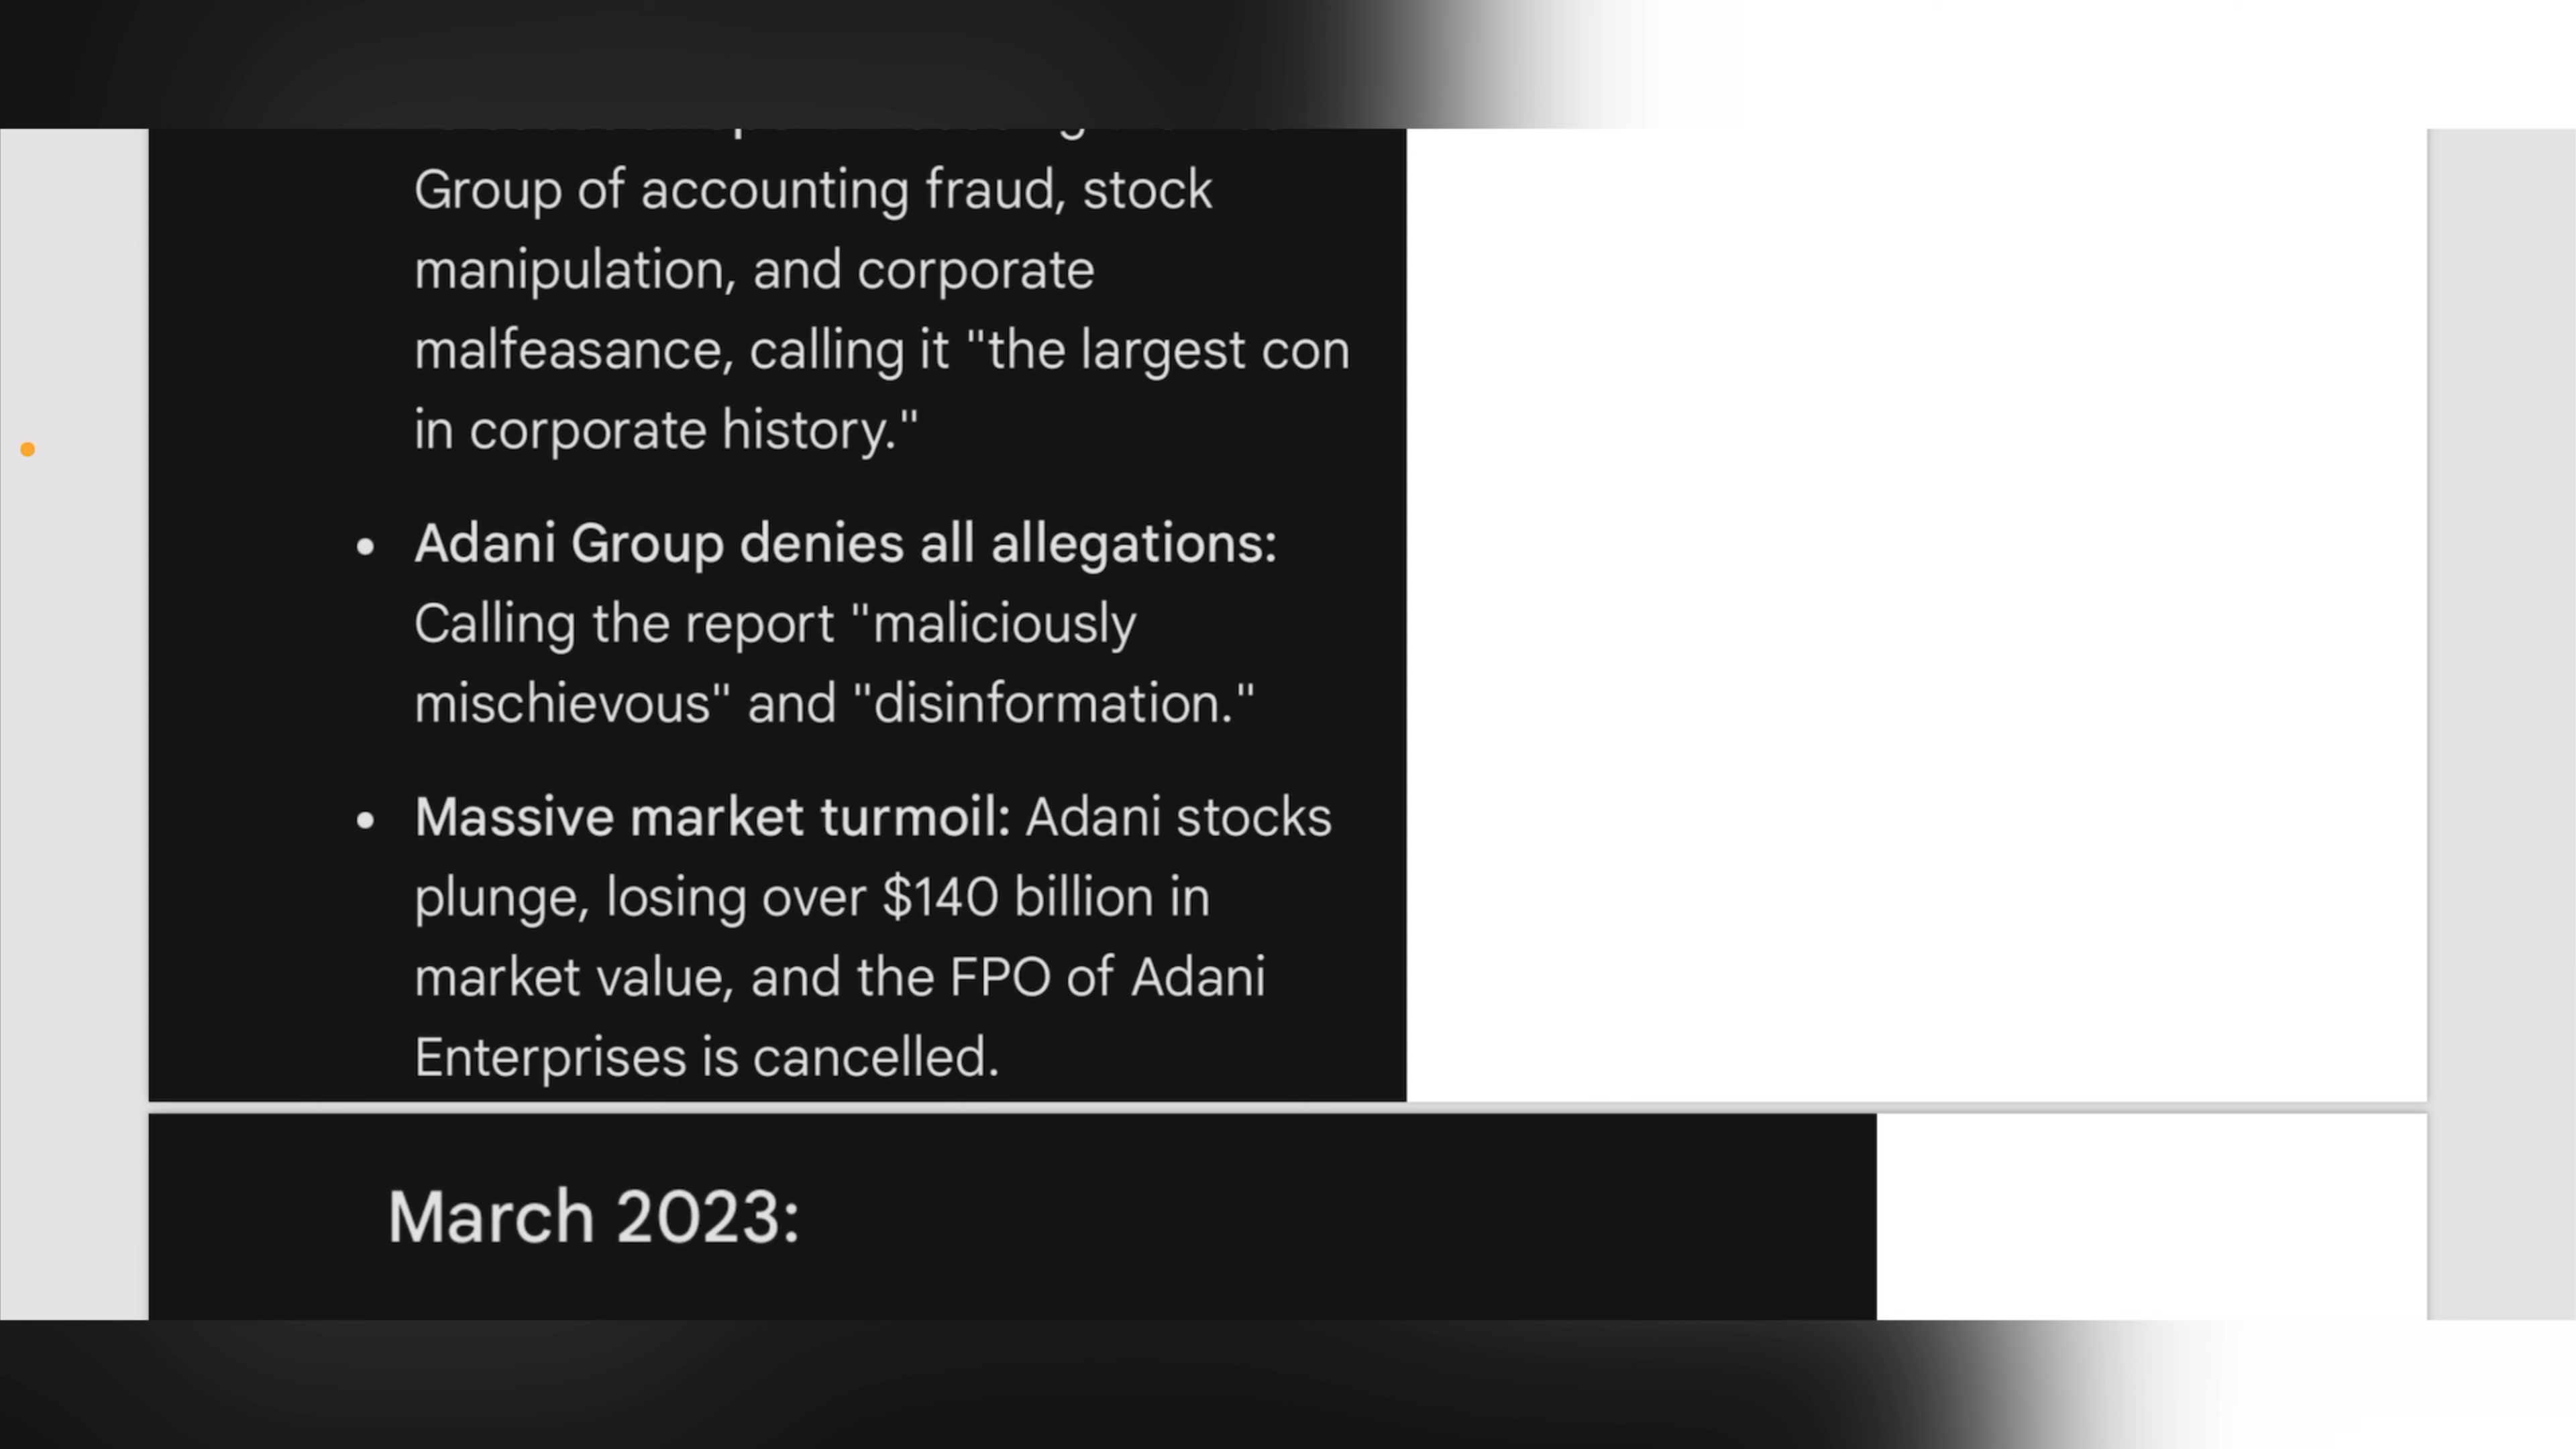 Group of accounting fraud, stock
manipulation, and corporate
malfeasance, calling it "the largest con
in corporate history."
• Adani Group denies all allegations:
Calling the report "maliciously
mischievous" and "disinformation."
• Massive market turmoil: Adani stocks
plunge, losing over $140 billion in
market value, and the FPO of Adani
Enterprises is cancelled.
March 2023: